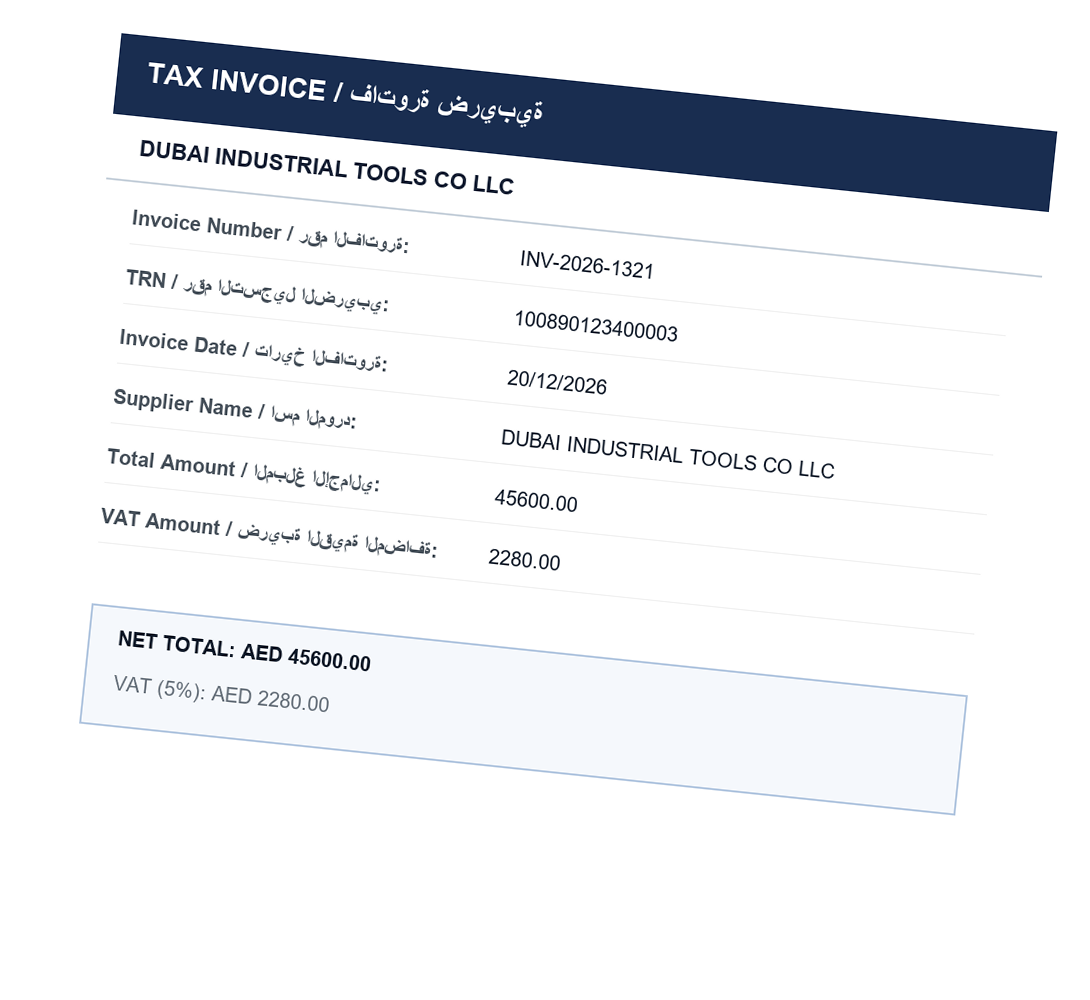 TAX INVOICE / فاتورة ضريبية
DUBAI INDUSTRIAL TOOLS CO LLC
Invoice Number / رقم الفاتورة: INV-2026-1321
TRN / رقم التسجيل الضريبي: 100890123400003
Invoice Date / تاريخ الفاتورة: 20/12/2026
Supplier Name / اسم المورد: DUBAI INDUSTRIAL TOOLS CO LLC
Total Amount / المبلغ الإجمالي: 45600.00
VAT Amount / ضريبة القيمة المضافة: 2280.00
NET TOTAL: AED 45600.00
VAT (5%): AED 2280.00